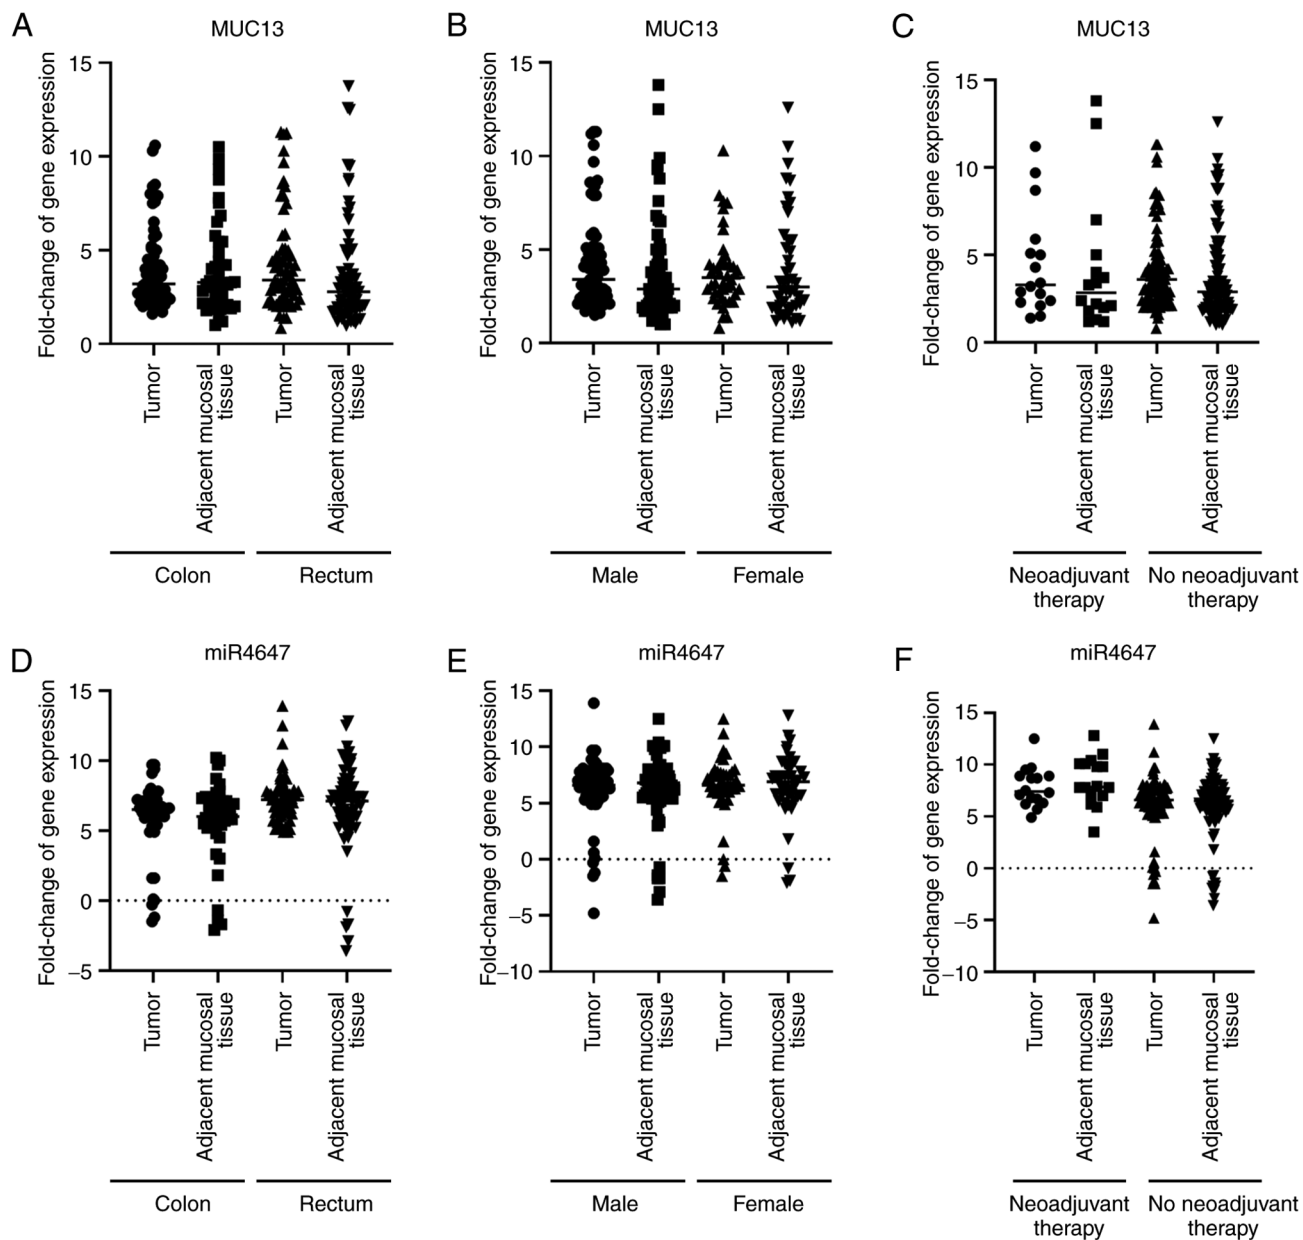 A
MUC13
Fold-change of gene expression
15
10
5
0
Tumor
Adjacent mucosal
tissue
Tumor
Adjacent mucosal
tissue
Colon
Rectum
B
MUC13
Fold-change of gene expression
15
10
5
0
Tumor
Adjacent mucosal
tissue
Tumor
Adjacent mucosal
tissue
Male
Female
C
MUC13
Fold-change of gene expression
15
10
5
0
Tumor
Adjacent mucosal
tissue
Tumor
Adjacent mucosal
tissue
Neoadjuvant
therapy
No neoadjuvant
therapy
D
miR4647
Fold-change of gene expression
15
10
5
0
−5
Tumor
Adjacent mucosal
tissue
Tumor
Adjacent mucosal
tissue
Colon
Rectum
E
miR4647
Fold-change of gene expression
15
10
5
0
−5
−10
Tumor
Adjacent mucosal
tissue
Tumor
Adjacent mucosal
tissue
Male
Female
F
miR4647
Fold-change of gene expression
15
10
5
0
−5
−10
Tumor
Adjacent mucosal
tissue
Tumor
Adjacent mucosal
tissue
Neoadjuvant
therapy
No neoadjuvant
therapy